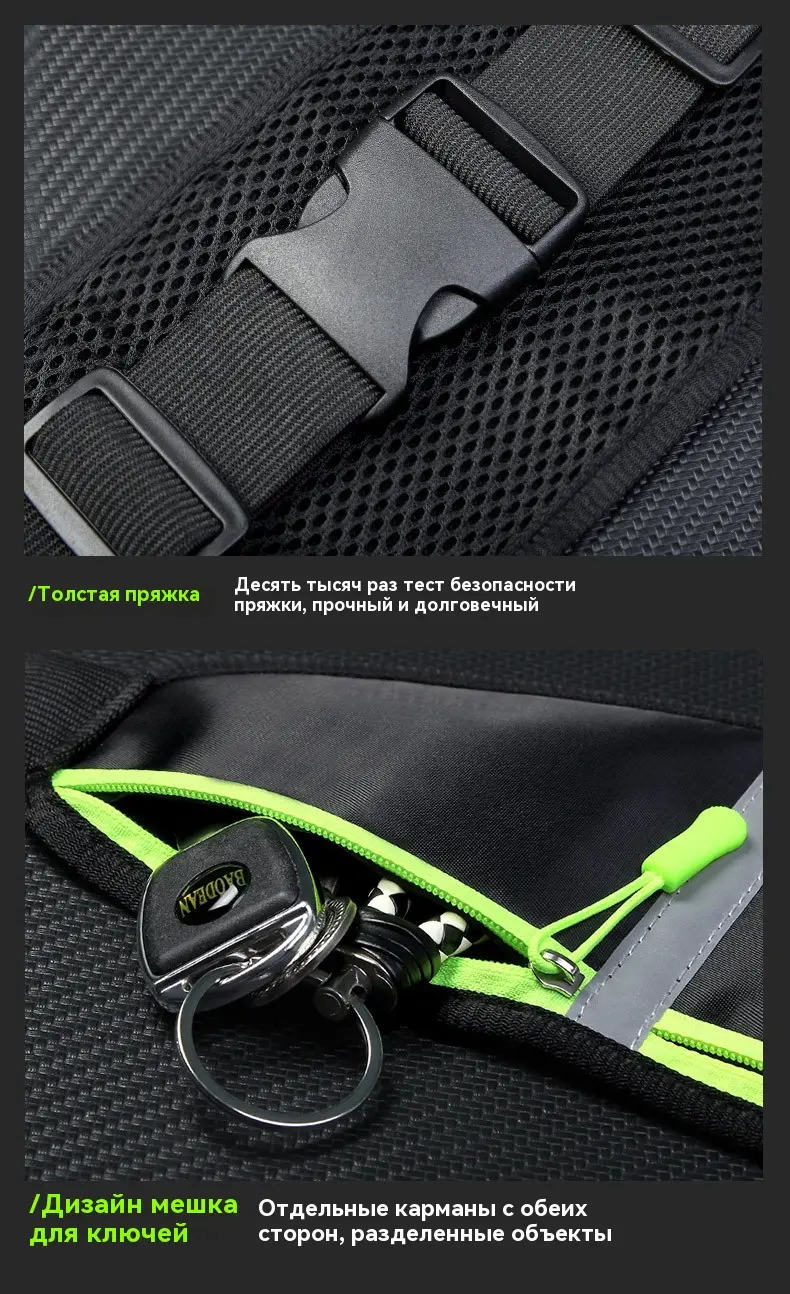 /Толстая пряжка
Десять тысяч раз тест безопасности
пряжки, прочный и долговечный
BAODEAN
/Дизайн мешка
для ключей
Отдельные карманы с обеих
сторон, разделенные объекты